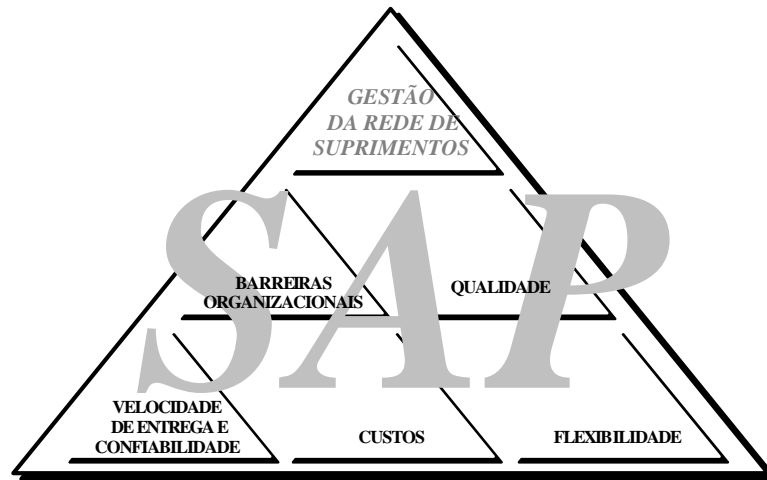 GESTÃO
DA REDE DE
SUPRIMENTOS
SAP
BARREIRAS
ORGANIZACIONAIS
QUALIDADE
VELOCIDADE
DE ENTREGA E
CONFIABILIDADE
CUSTOS
FLEXIBILIDADE